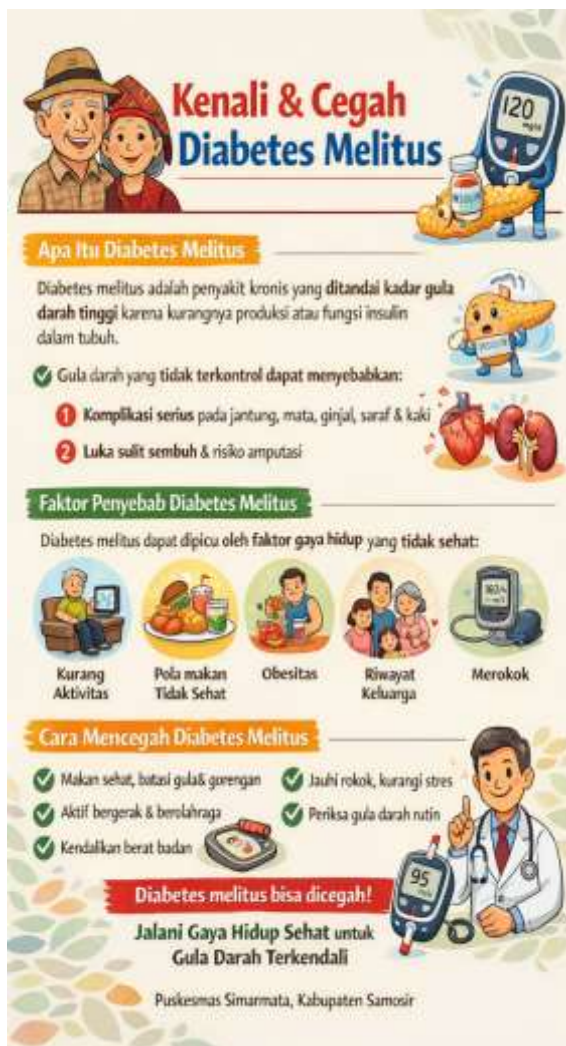 Kenali & Cegah
Diabetes Melitus
120
mg/dL
INSULIN
Apa Itu Diabetes Melitus
Diabetes melitus adalah penyakit kronis yang ditandai kadar gula
darah tinggi karena kurangnya produksi atau fungsi insulin
dalam tubuh.
Gula darah yang tidak terkontrol dapat menyebabkan:
1 Komplikasi serius pada jantung, mata, ginjal, saraf & kaki
2 Luka sulit sembuh & risiko amputasi
Faktor Penyebab Diabetes Melitus
Diabetes melitus dapat dipicu oleh faktor gaya hidup yang tidak sehat:
Kurang
Aktivitas
Pola makan
Tidak Sehat
Obesitas
Riwayat
Keluarga
Merokok
Cara Mencegah Diabetes Melitus
Makan sehat, batasi gula& gorengan
Jauhi rokok, kurangi stres
Aktif bergerak & berolahraga
Periksa gula darah rutin
Kendalikan berat badan
95
Diabetes melitus bisa dicegah!
Jalani Gaya Hidup Sehat untuk
Gula Darah Terkendali
Puskesmas Simarmata, Kabupaten Samosir